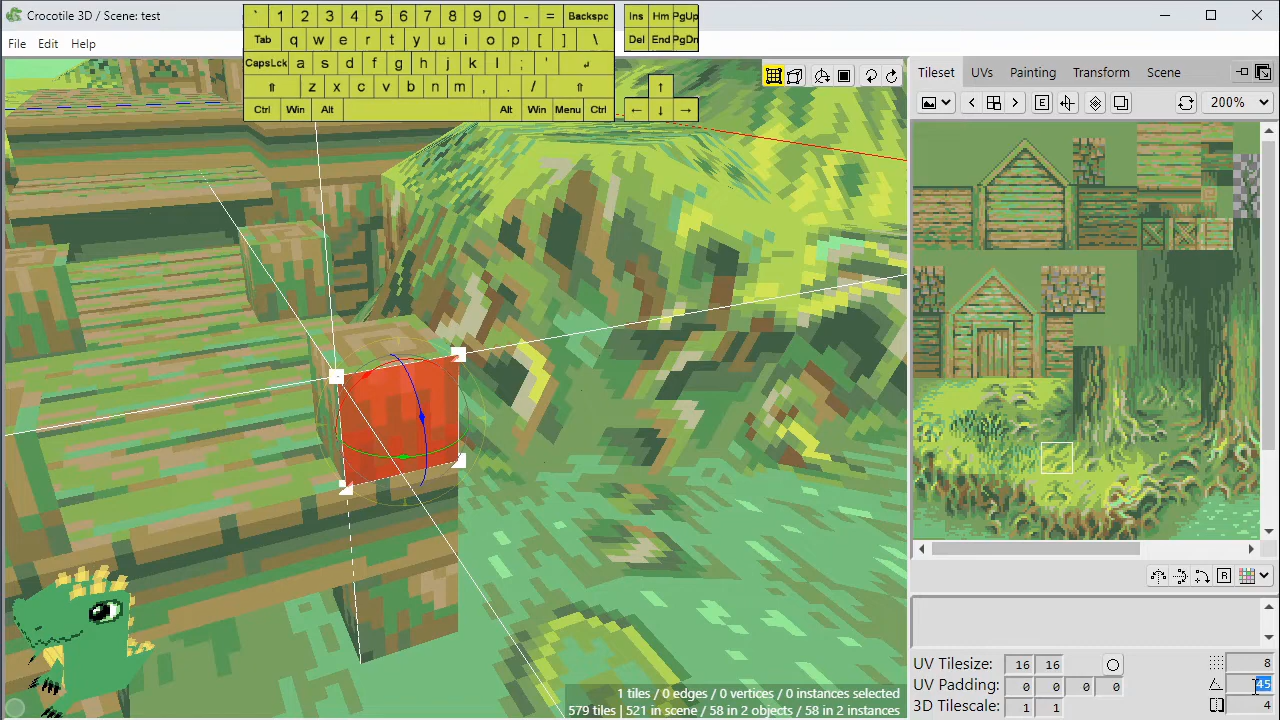 Crocotile 3D / Scene: test
File Edit Help
` 1 2 3 4 5 6 7 8 9 0 - = Backspc
Tab q w e r t y u i o p [ ] \
CapsLck a s d f g h j k l ; ' ↲
⇧ z x c v b n m , . / ⇧
Ctrl Win Alt Alt Win Menu Ctrl
Ins Hm PgUp
Del End PgDn
↑
← ↓ →
Tileset UVs Painting Transform Scene
E 200%
R
UV Tilesize: 16 16 8
UV Padding: 0 0 0 0 45
3D Tilescale: 1 1 4
1 tiles / 0 edges / 0 vertices / 0 instances selected
579 tiles | 521 in scene / 58 in 2 objects / 58 in 2 instances